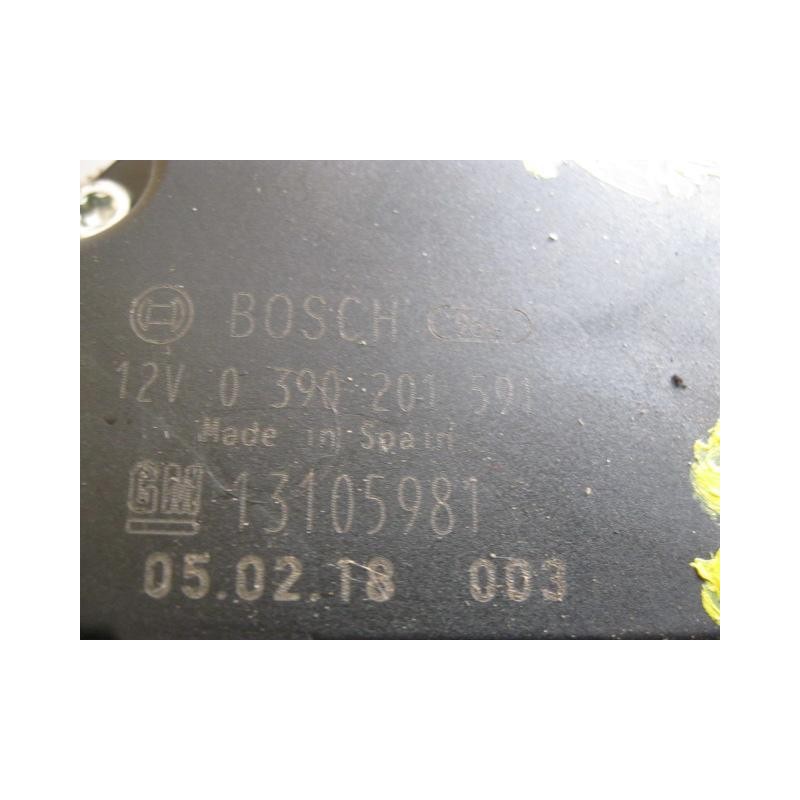 BOSCH
12V 0 390 201 591
Made in Spain
GM 13105981
05.02.18 003